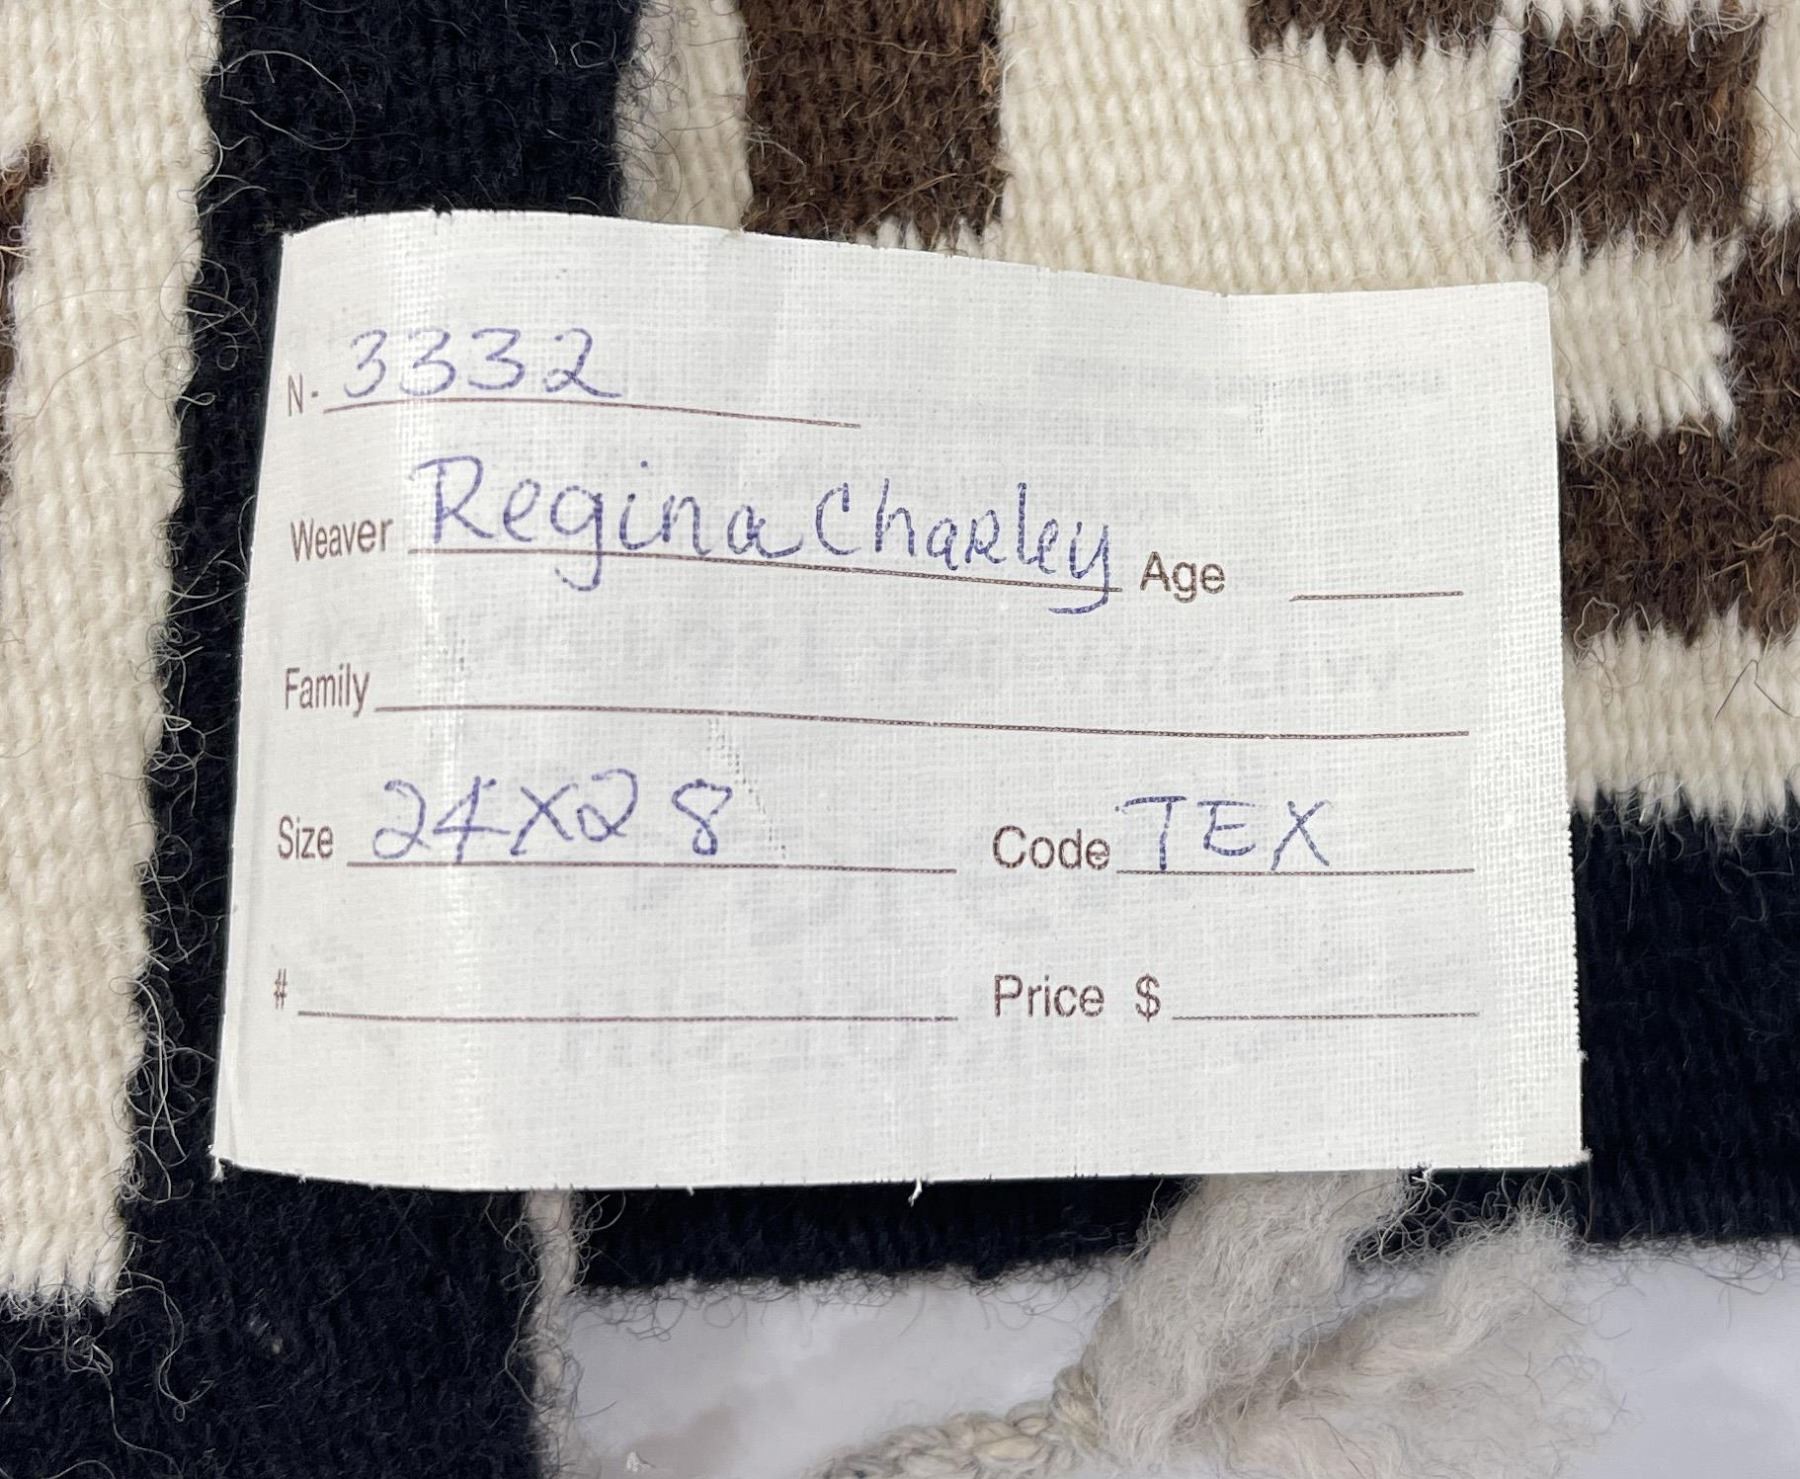 N- 3332
Weaver Regina Charley Age
Family
Size 24X28 Code TEX
# Price $